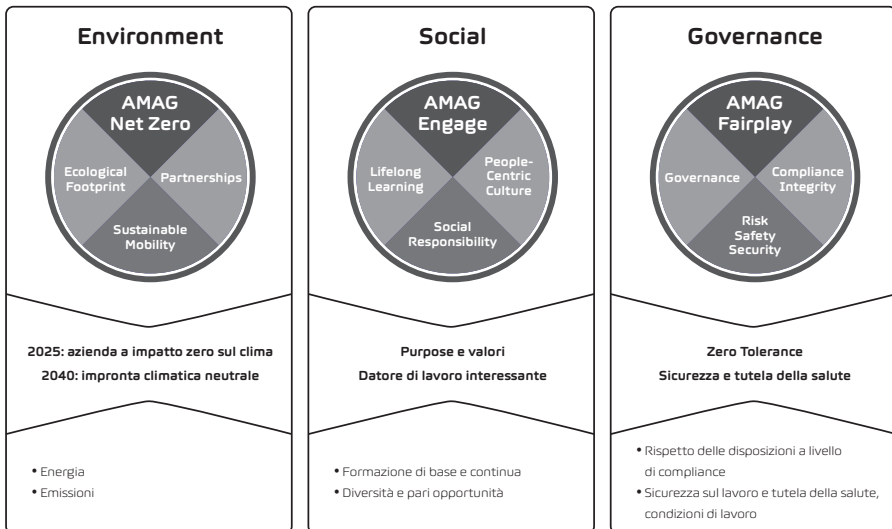 Environment
AMAG
Net Zero
Ecological
Footprint
Partnerships
Sustainable
Mobility
2025: azienda a impatto zero sul clima
2040: impronta climatica neutrale
• Energia
• Emissioni
Social
AMAG
Engage
Lifelong
Learning
People-
Centric
Culture
Social
Responsibility
Purpose e valori
Datore di lavoro interessante
• Formazione di base e continua
• Diversità e pari opportunità
Governance
AMAG
Fairplay
Governance
Compliance
Integrity
Risk
Safety
Security
Zero Tolerance
Sicurezza e tutela della salute
• Rispetto delle disposizioni a livello
di compliance
• Sicurezza sul lavoro e tutela della salute,
condizioni di lavoro